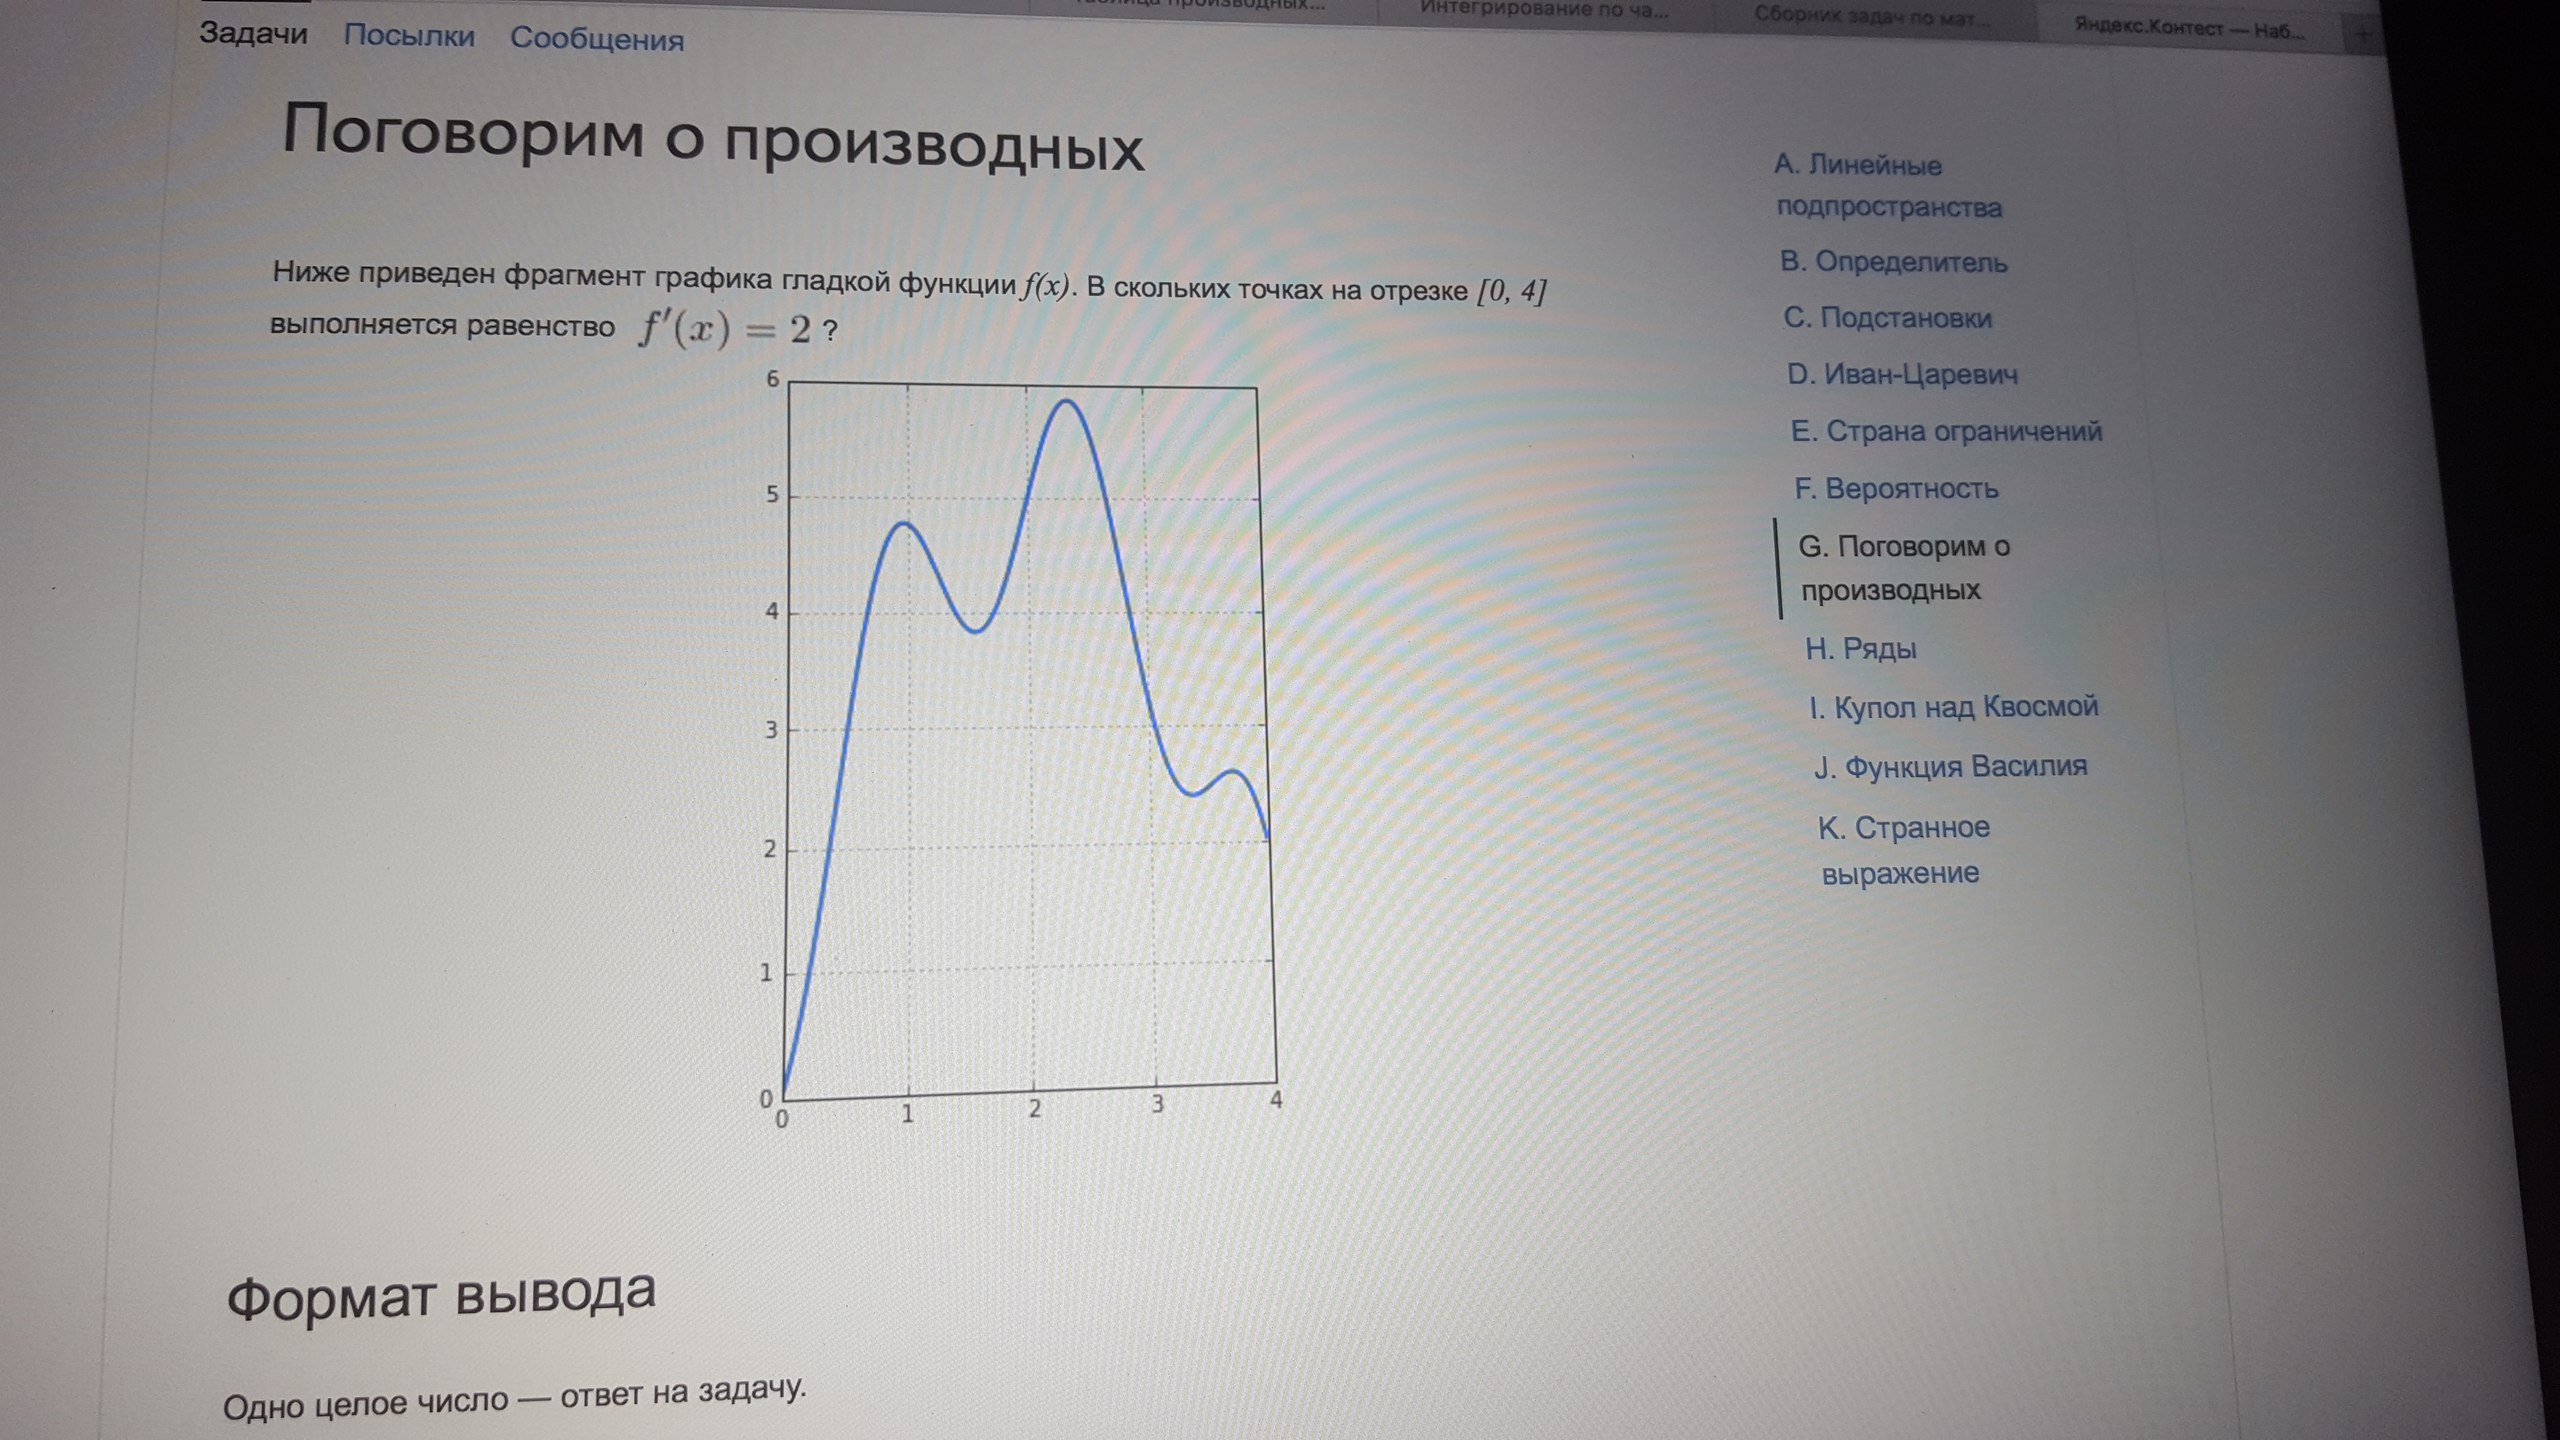 Интегрирование по ча...
Сборник задач по мат...
Яндекс.Контест — Наб...
Задачи Посылки Сообщения
Поговорим о производных
Ниже приведен фрагмент графика гладкой функции f(x). В скольких точках на отрезке [0, 4]
выполняется равенство f′(x) = 2 ?
6
5
4
3
2
1
0
0 1 2 3 4
Формат вывода
Одно целое число — ответ на задачу.
A. Линейные
подпространства
B. Определитель
C. Подстановки
D. Иван-Царевич
E. Страна ограничений
F. Вероятность
G. Поговорим о
производных
H. Ряды
I. Купол над Квосмой
J. Функция Василия
K. Странное
выражение